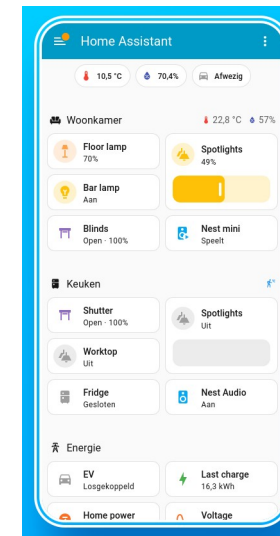 Home Assistant
10,5 °C
70,4%
Afwezig
Woonkamer
22,8 °C
57%
Floor lamp
70%
Spotlights
49%
Bar lamp
Aan
Blinds
Open · 100%
Nest mini
Speelt
Keuken
Shutter
Open · 100%
Spotlights
Uit
Worktop
Uit
Fridge
Gesloten
Nest Audio
Aan
Energie
EV
Losgekoppeld
Last charge
16,3 kWh
Home power
Voltage